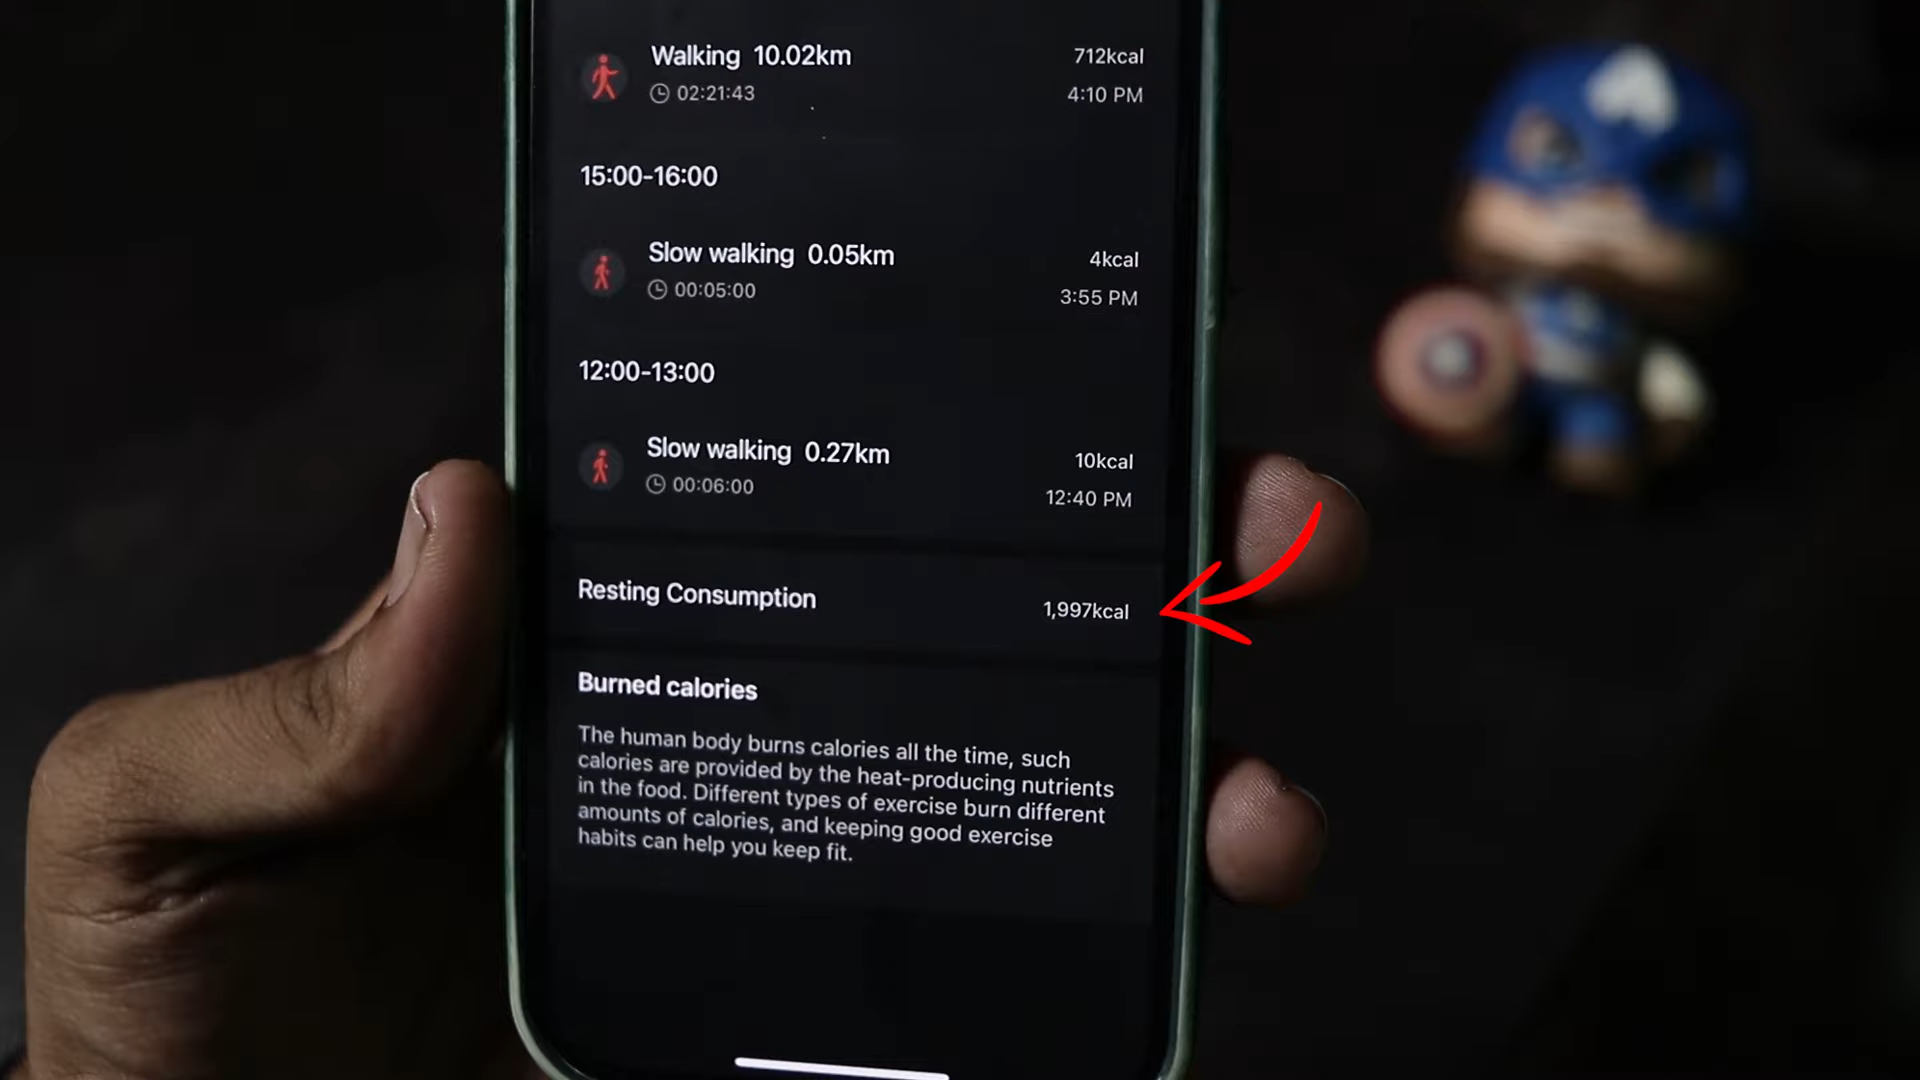 Walking 10.02km 712kcal
02:21:43 4:10 PM
15:00-16:00
Slow walking 0.05km 4kcal
00:05:00 3:55 PM
12:00-13:00
Slow walking 0.27km 10kcal
00:06:00 12:40 PM
Resting Consumption 1,997kcal
Burned calories
The human body burns calories all the time, such
calories are provided by the heat-producing nutrients
in the food. Different types of exercise burn different
amounts of calories, and keeping good exercise
habits can help you keep fit.